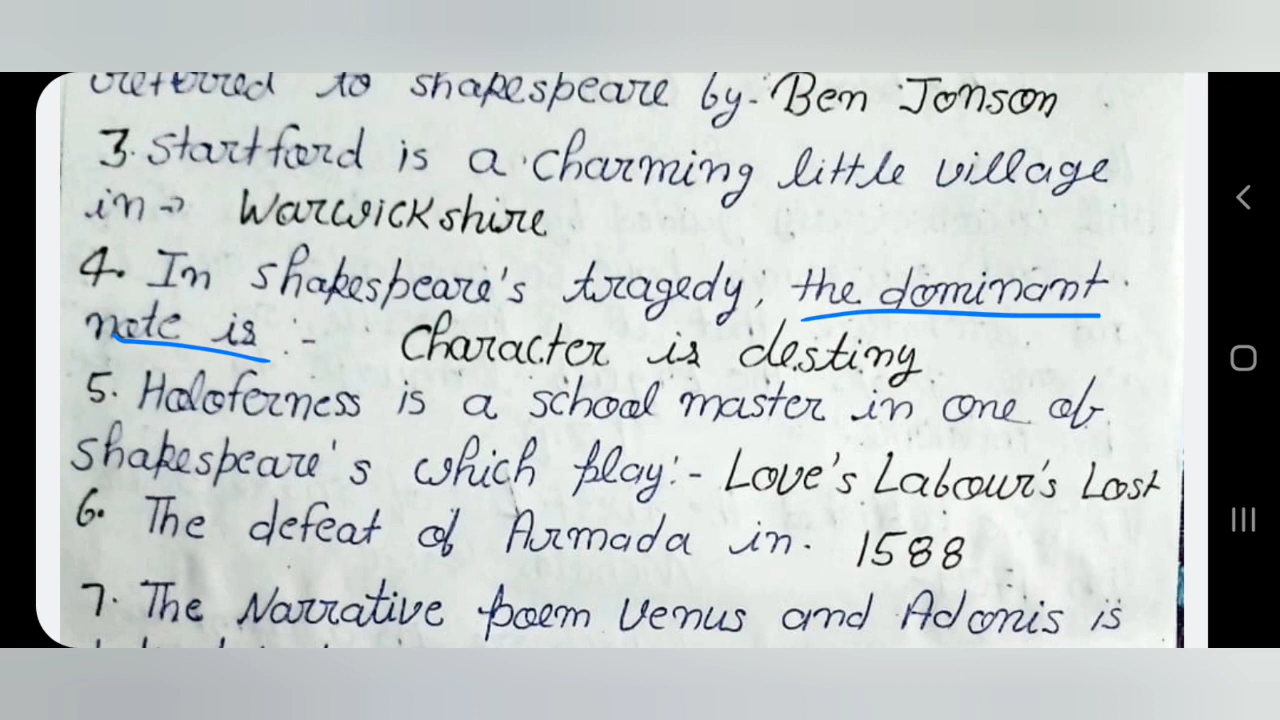 referred to shakespeare by- Ben Jonson
3. Startford is a charming little village
in → Warwickshire
4. In shakespeare's tragedy, the dominant
note is :- Character is destiny
5. Holoferness is a school master in one of
shakespeare's which play:- Love's Labour's Lost
6. The defeat of Armada in. 1588
7. The Narrative poem Venus and Adonis is